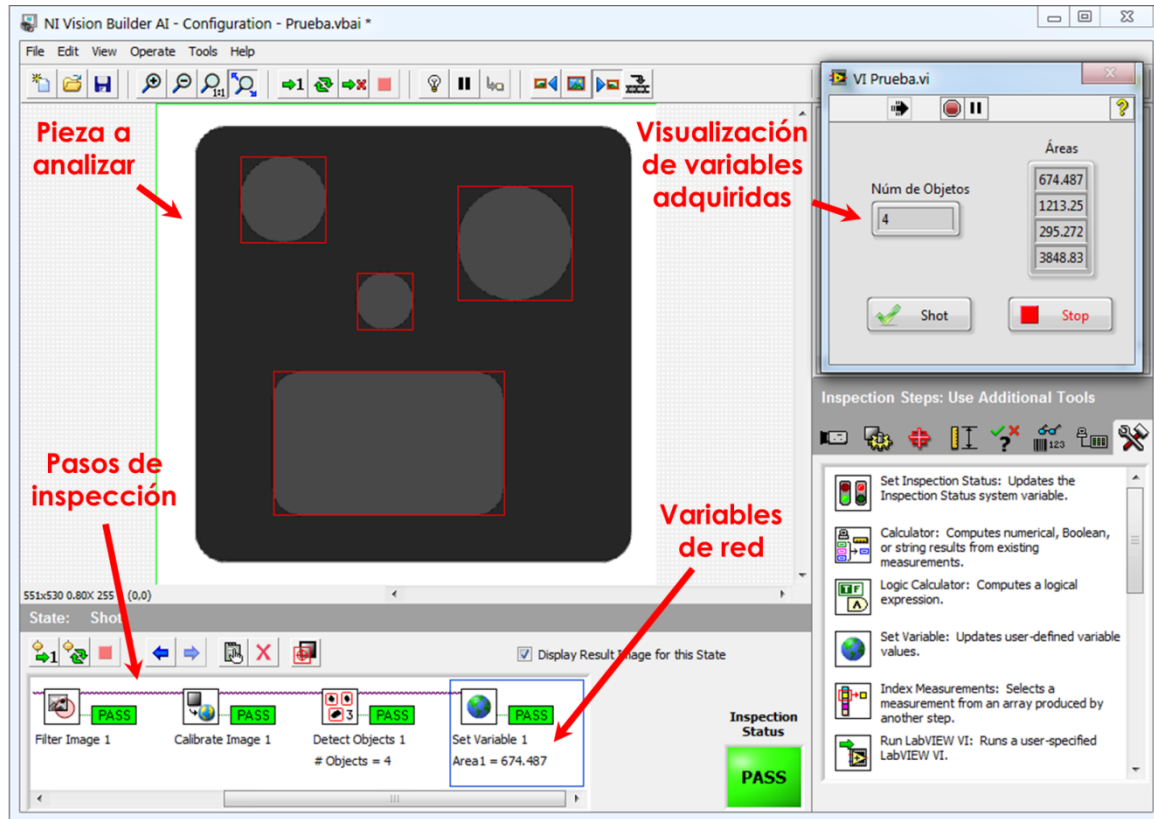 NI Vision Builder AI - Configuration - Prueba.vbai *
File Edit View Operate Tools Help
1:1
1
Pieza a
analizar
Visualización
de variables
adquiridas
VI Prueba.vi
?
Áreas
Núm de Objetos
4
674.487
1213.25
295.272
3848.83
Shot
Stop
Inspection Steps: Use Additional Tools
123
Set Inspection Status: Updates the
Inspection Status system variable.
Calculator: Computes numerical, Boolean,
or string results from existing
measurements.
Logic Calculator: Computes a logical
expression.
Set Variable: Updates user-defined variable
values.
Index Measurements: Selects a
measurement from an array produced by
another step.
Run LabVIEW VI: Runs a user-specified
LabVIEW VI.
Pasos de
inspección
Variables
de red
551x530 0.80X 255 (0,0)
State: Shot
1
Display Result Image for this State
PASS
PASS
3
PASS
PASS
Filter Image 1
Calibrate Image 1
Detect Objects 1
# Objects = 4
Set Variable 1
Area1 = 674.487
Inspection
Status
PASS